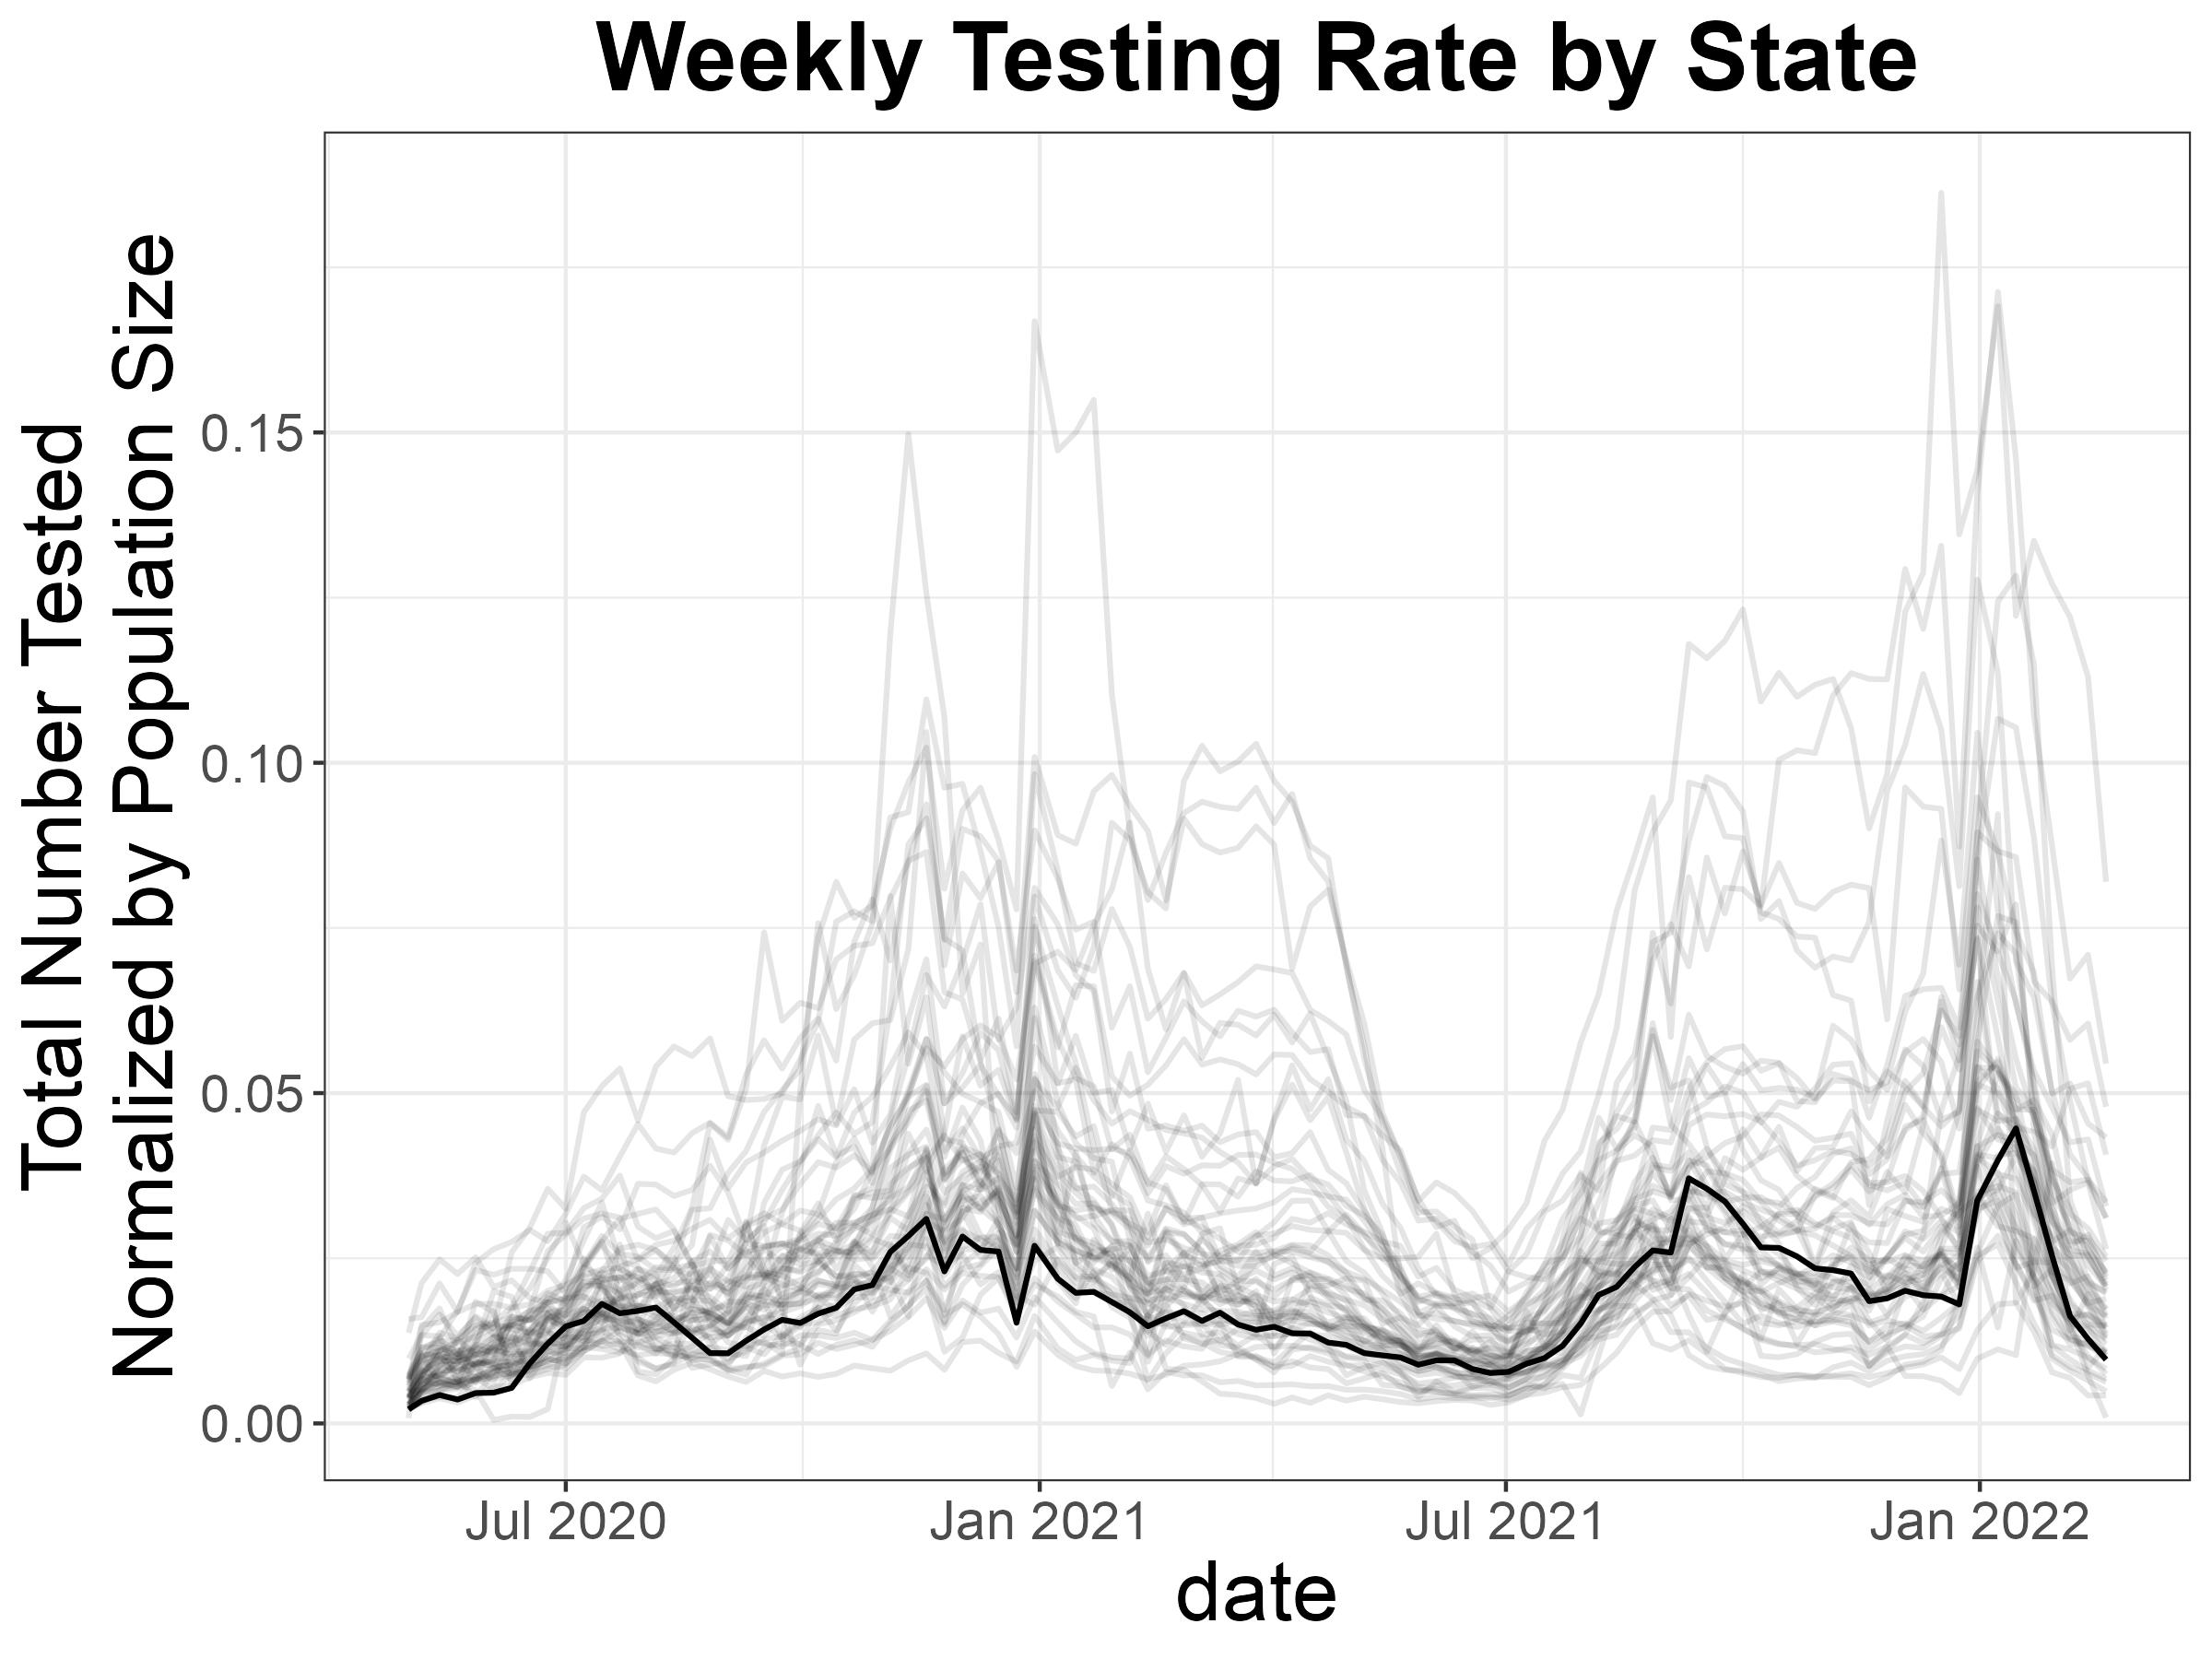 Weekly Testing Rate by State
Total Number Tested
Normalized by Population Size
0.15
0.10
0.05
0.00
Jul 2020
Jan 2021
Jul 2021
Jan 2022
date